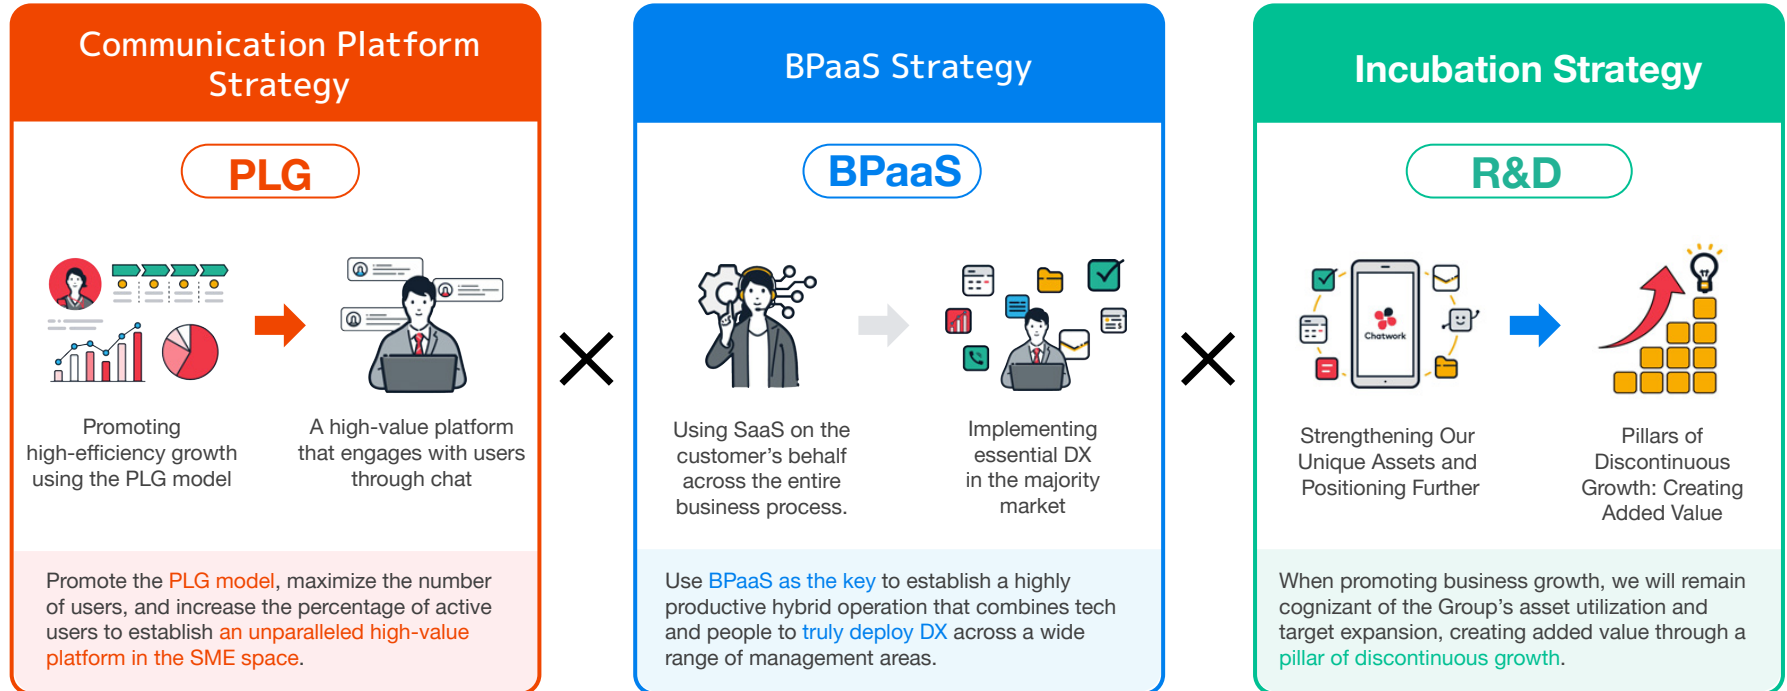 Communication Platform
Strategy
PLG
Promoting
high-efficiency growth
using the PLG model
A high-value platform
that engages with users
through chat
Promote the PLG model, maximize the number
of users, and increase the percentage of active
users to establish an unparalleled high-value
platform in the SME space.
BPaaS Strategy
BPaaS
Using SaaS on the
customer's behalf
across the entire
business process.
Implementing
essential DX
in the majority
market
Use BPaaS as the key to establish a highly
productive hybrid operation that combines tech
and people to truly deploy DX across a wide
range of management areas.
Incubation Strategy
R&D
Chatwork
Strengthening Our
Unique Assets and
Positioning Further
Pillars of
Discontinuous
Growth: Creating
Added Value
When promoting business growth, we will remain
cognizant of the Group's asset utilization and
target expansion, creating added value through a
pillar of discontinuous growth.